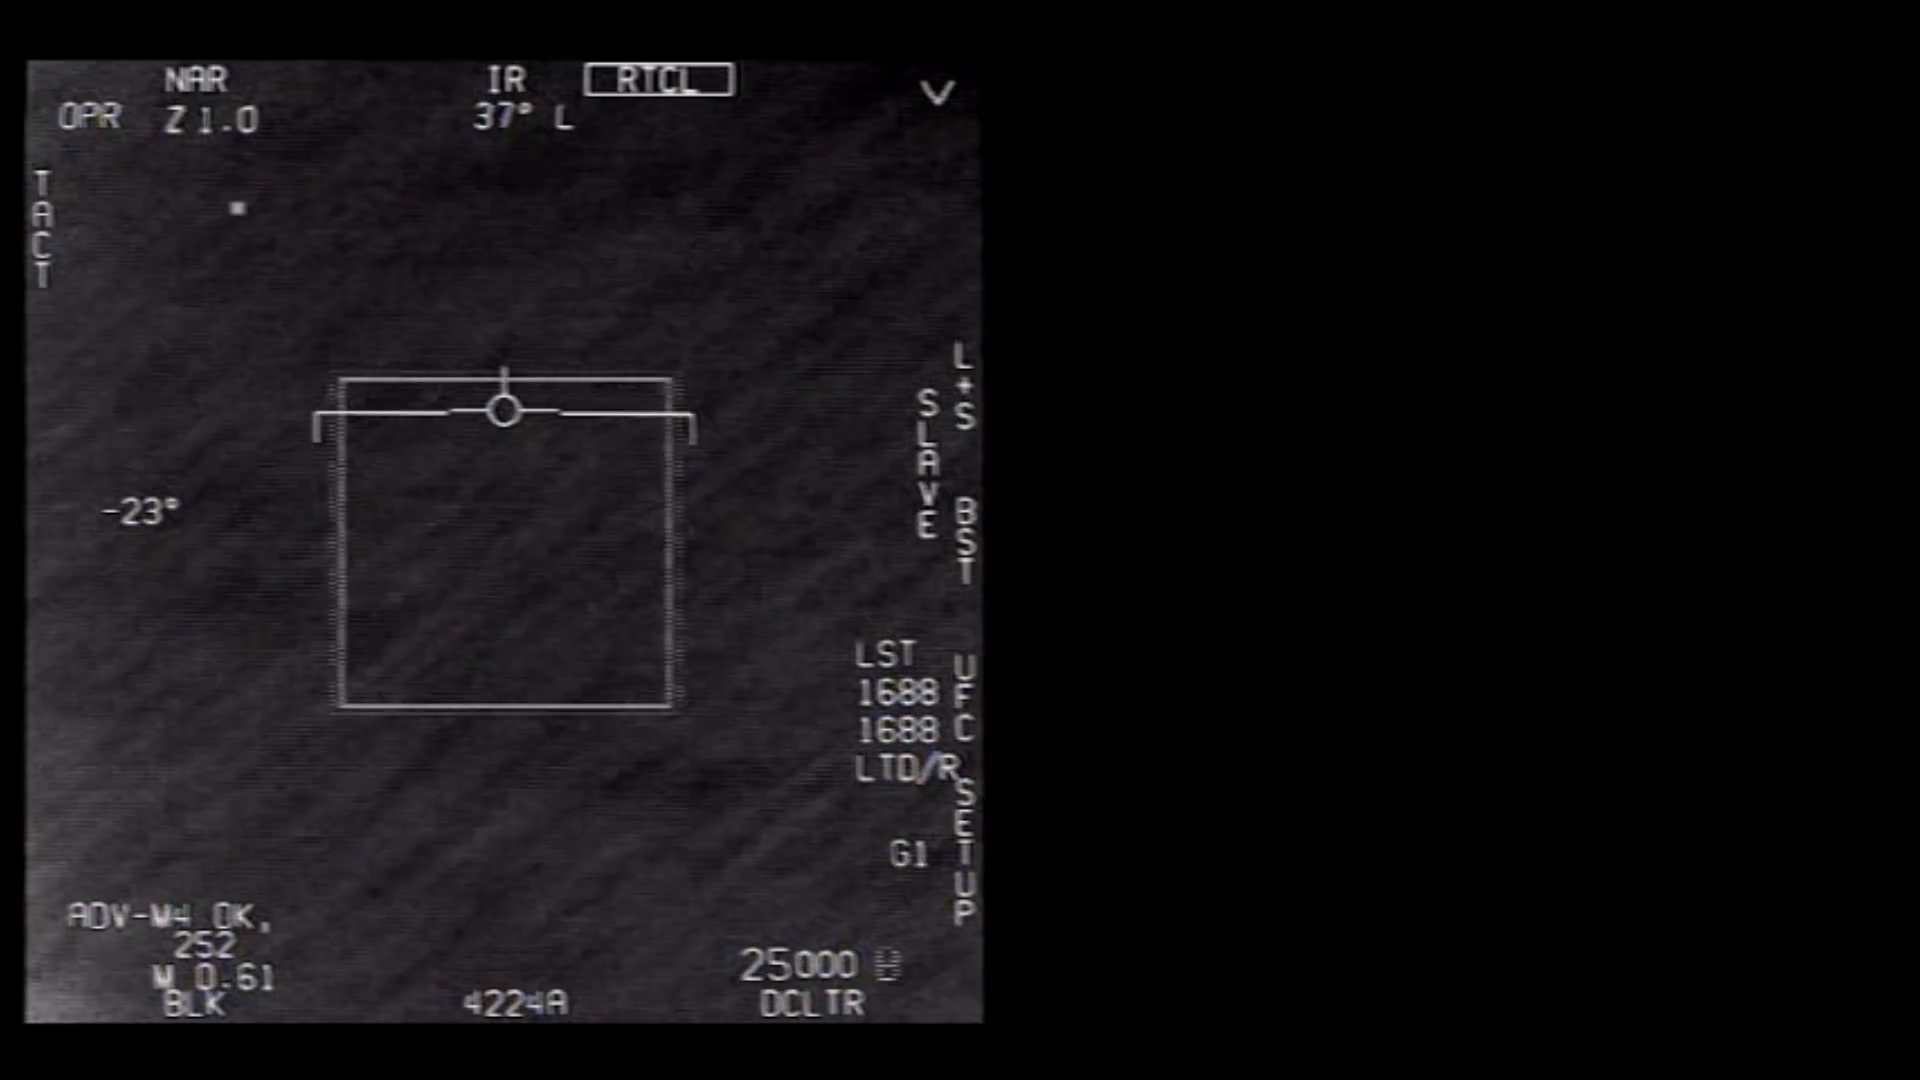 NAR
IR
RTCL
OPR
Z 1.0
37° L
TACT
-23°
L+S
SLAVE
BST
LST
1688
1688
LTD/R
UFC
SETUP
G1
ADV-M4 OK,
252
M 0.61
BLK
4224A
25000
DCLTR